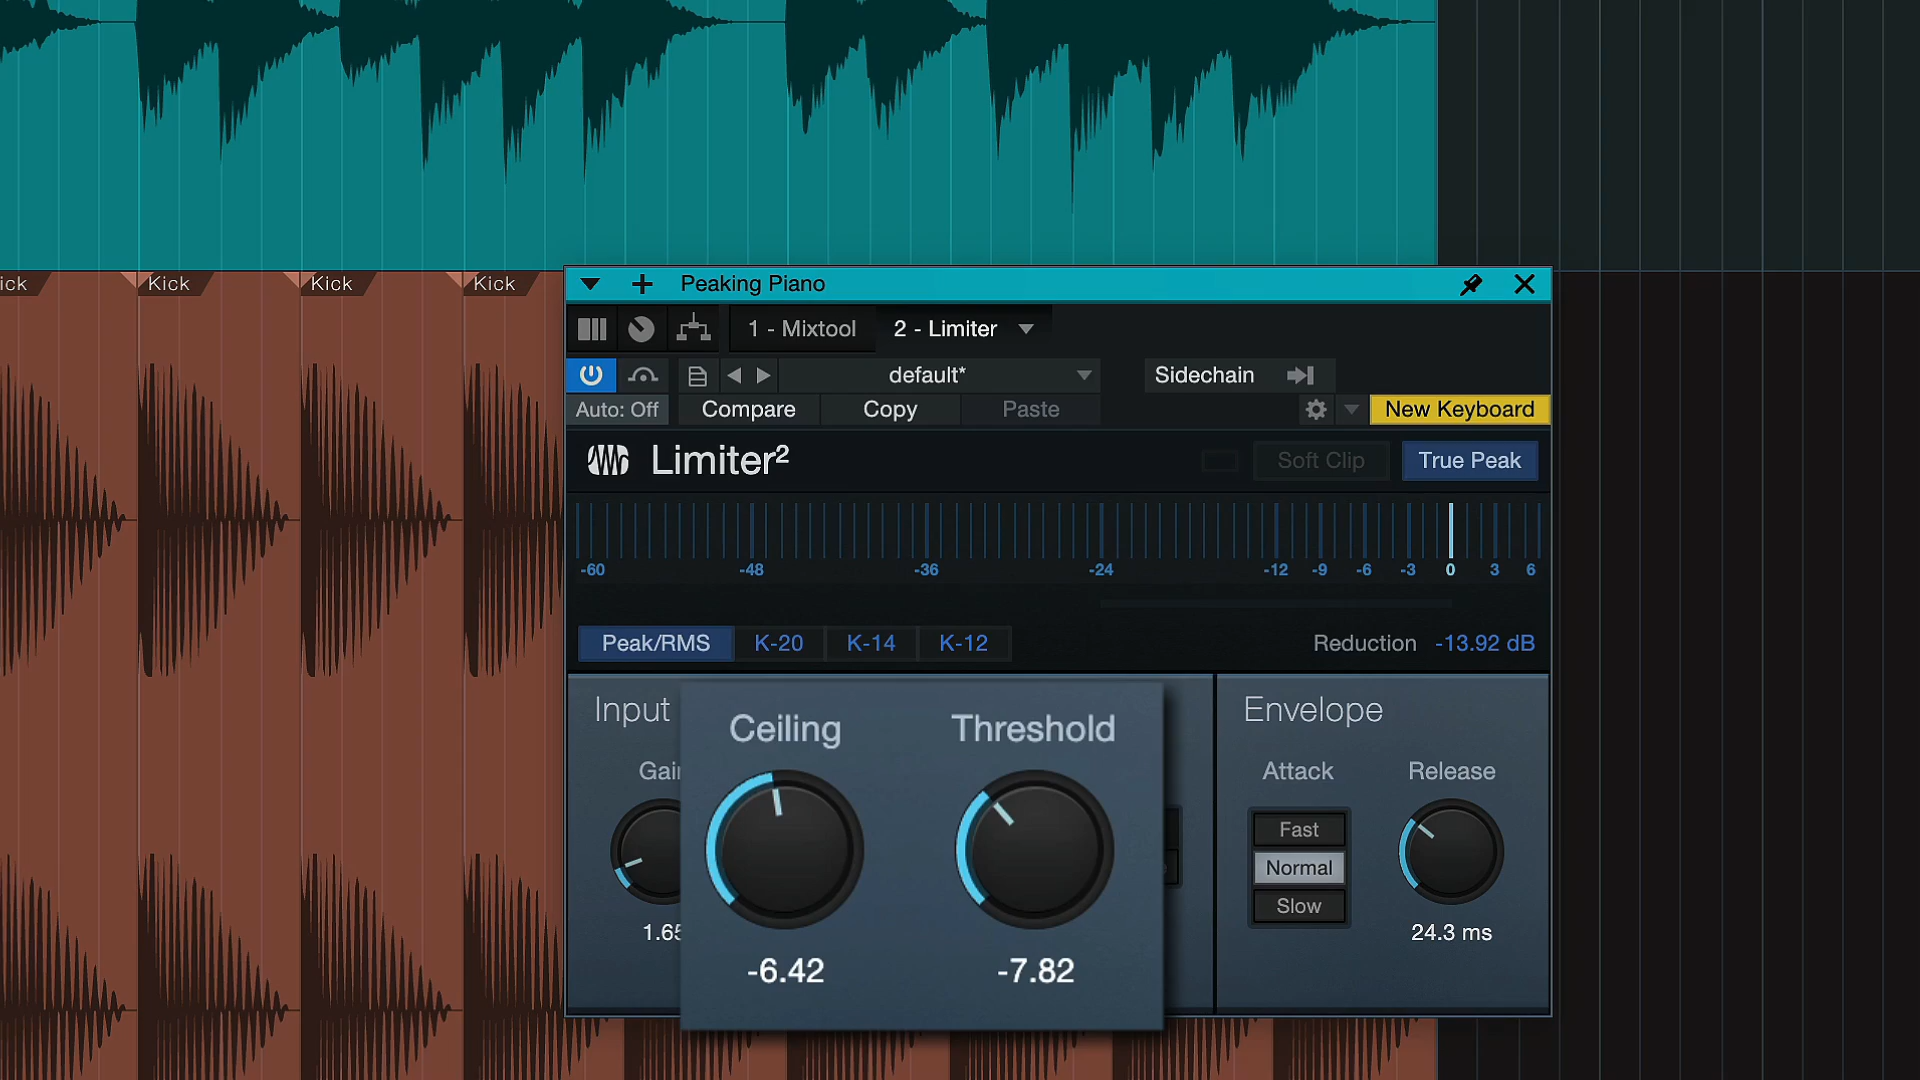 ick
Kick
Kick
Kick
Peaking Piano
1 - Mixtool
2 - Limiter
default*
Sidechain
Auto: Off
Compare
Copy
Paste
New Keyboard
Limiter²
Soft Clip
True Peak
-60
-48
-36
-24
-12
-9
-6
-3
0
3
6
Peak/RMS
K-20
K-14
K-12
Reduction -13.92 dB
Input
Ceiling
Threshold
Envelope
Gai
Attack
Release
Fast
Normal
Slow
1.65
24.3 ms
-6.42
-7.82